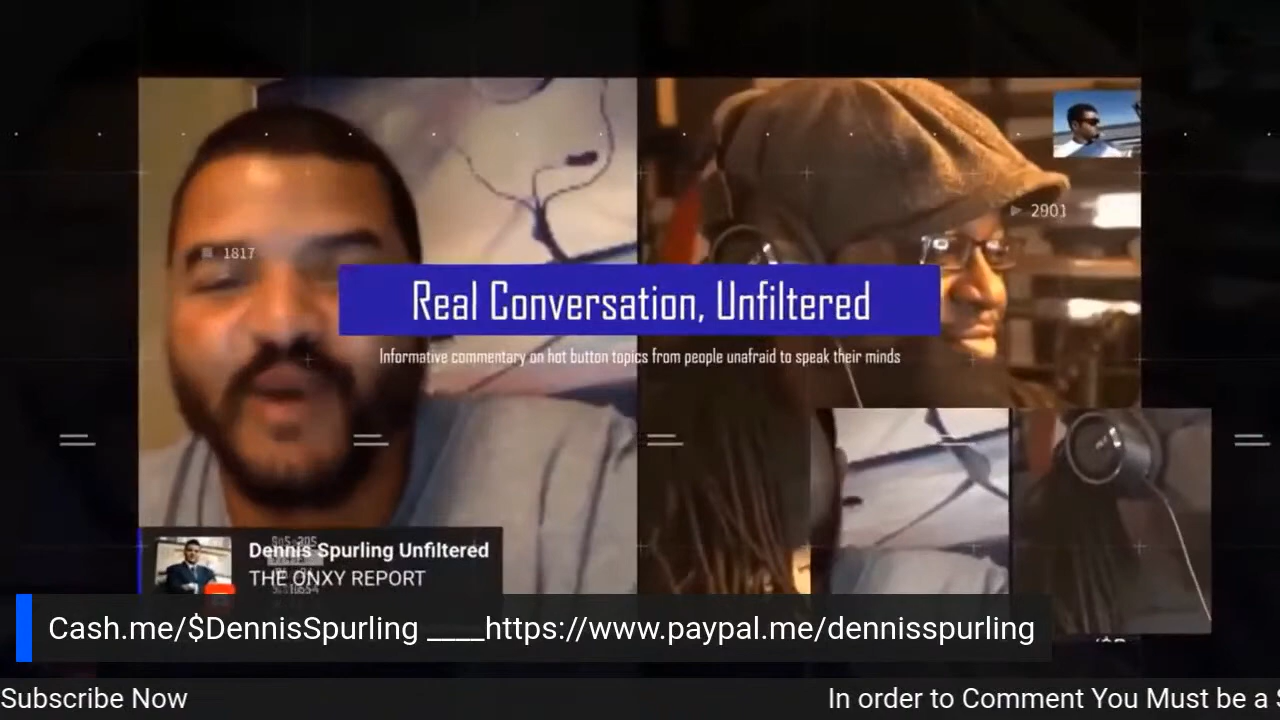 2901
1817
Real Conversation, Unfiltered
Informative commentary on hot button topics from people unafraid to speak their minds
Dennis Spurling Unfiltered
THE ONXY REPORT
Cash.me/$DennisSpurling ____https://www.paypal.me/dennisspurling
Subscribe Now
In order to Comment You Must be a